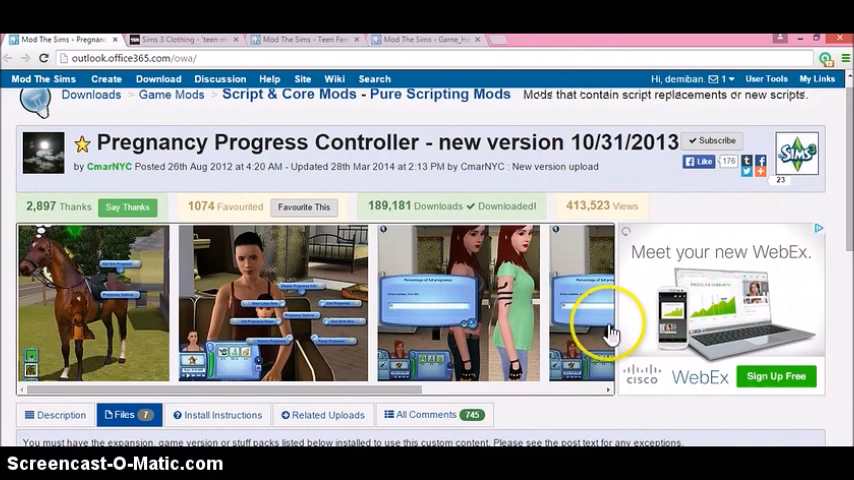 Mod The Sims - Pregnanc
Sims 3 Clothing - 'teen m
Mod The Sims - Teen Fem
Mod The Sims - Game_He
outlook.office365.com/owa/
Mod The Sims Create Download Discussion Help Site Wiki Search Hi, demiban. 1 User Tools My Links
Downloads > Game Mods > Script & Core Mods - Pure Scripting Mods Mods that contain script replacements or new scripts.
Pregnancy Progress Controller - new version 10/31/2013
Subscribe
by CmarNYC Posted 26th Aug 2012 at 4:20 AM - Updated 28th Mar 2014 at 2:13 PM by CmarNYC : New version upload
Like 176
23
2,897 Thanks Say Thanks 1074 Favourited Favourite This 189,181 Downloads Downloaded! 413,523 Views
Meet your new WebEx.
CISCO WebEx Sign Up Free
Description Files 7 Install Instructions Related Uploads All Comments 745
You must have the expansion, game version or stuff packs listed below installed to use this custom content. Please see the post text for any exceptions.
Screencast-O-Matic.com